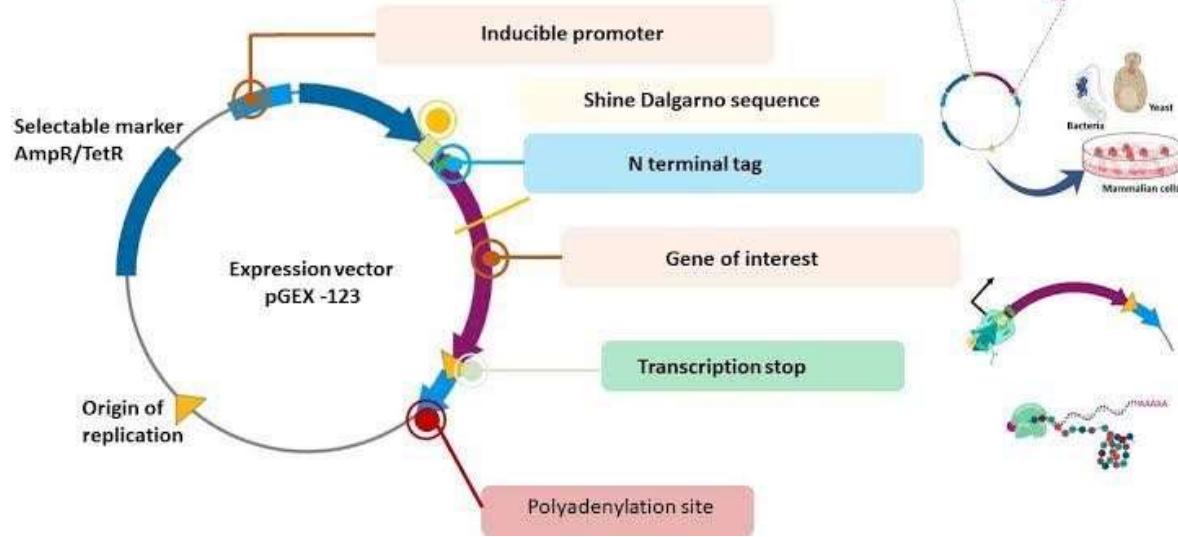 Inducible promoter
Shine Dalgarno sequence
Selectable marker
AmpR/TetR
N terminal tag
Gene of interest
Expression vector
pGEX -123
Transcription stop
Origin of
replication
Polyadenylation site
Yeast
Bacteria
Mammalian cells
AAAAA